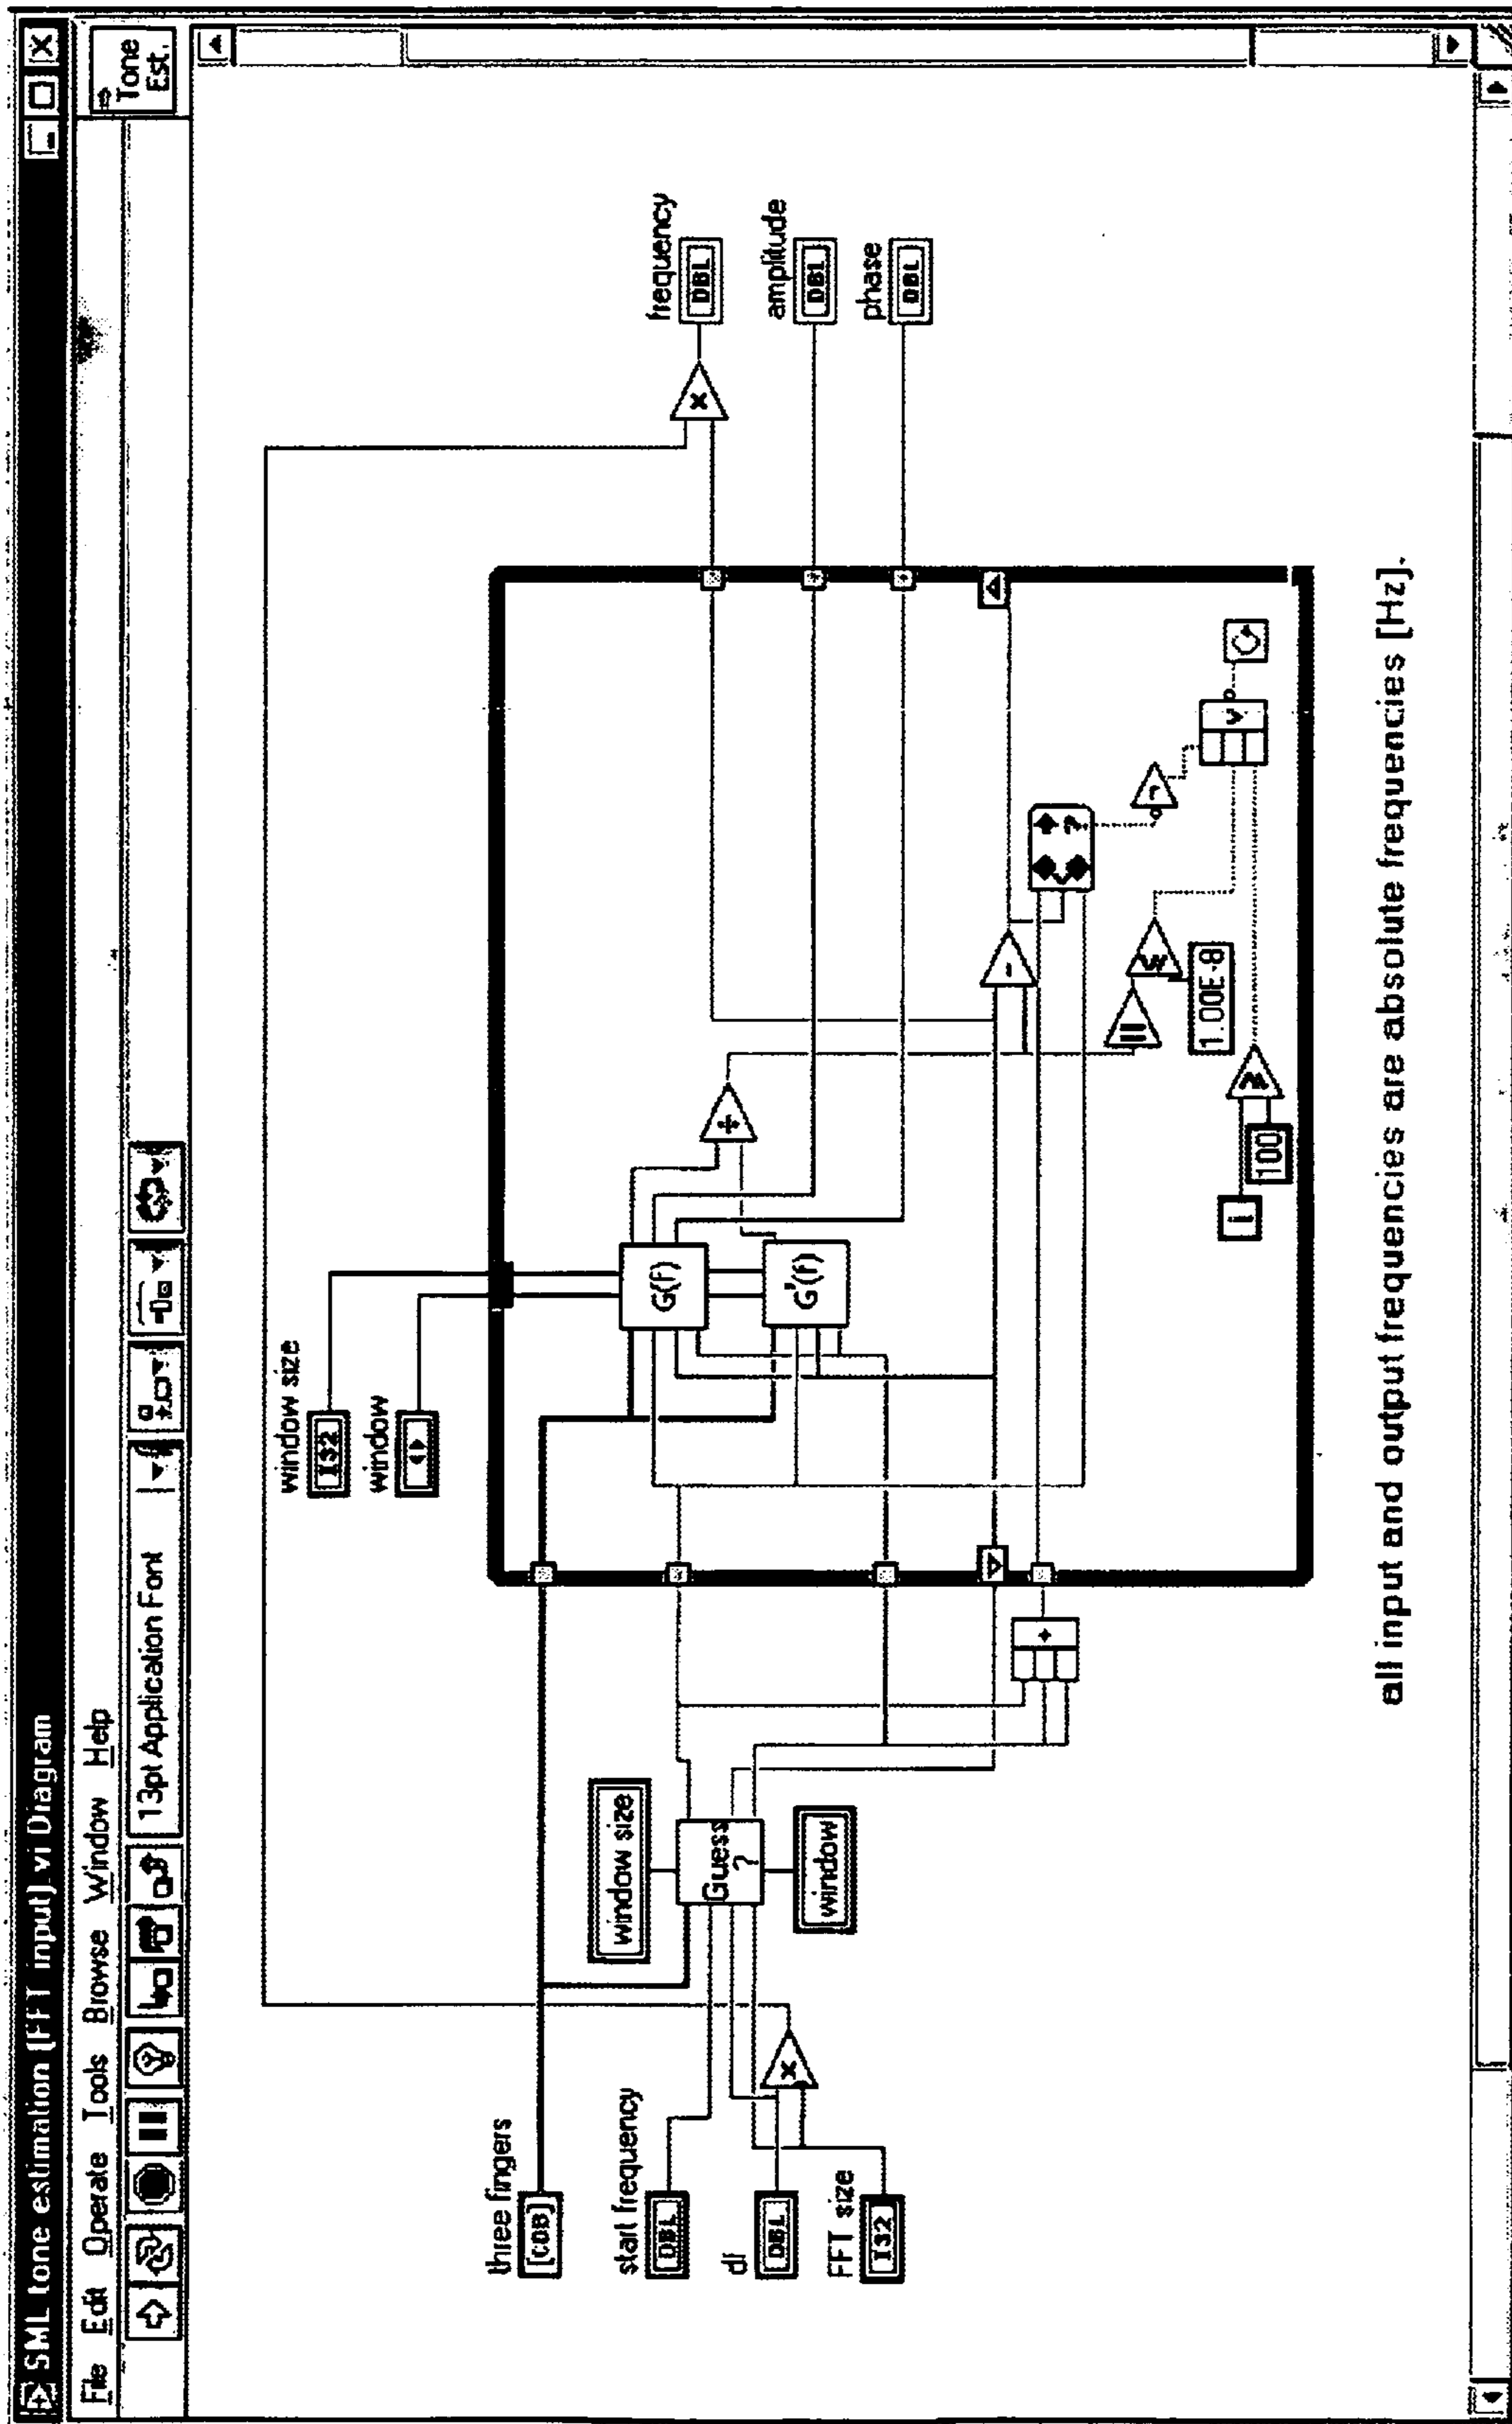 SML tone estimation (FFT input).vi Diagram
File Edit Operate Tools Browse Window Help
13pt Application Font
Tone
Est.
window size
I32
window
three fingers
[CDB]
start frequency
DBL
df
DBL
FFT size
I32
window size
Guess
?
window
G(f)
G'(f)
i
100
1.00E-8
?
frequency
DBL
amplitude
DBL
phase
DBL
all input and output frequencies are absolute frequencies [Hz].